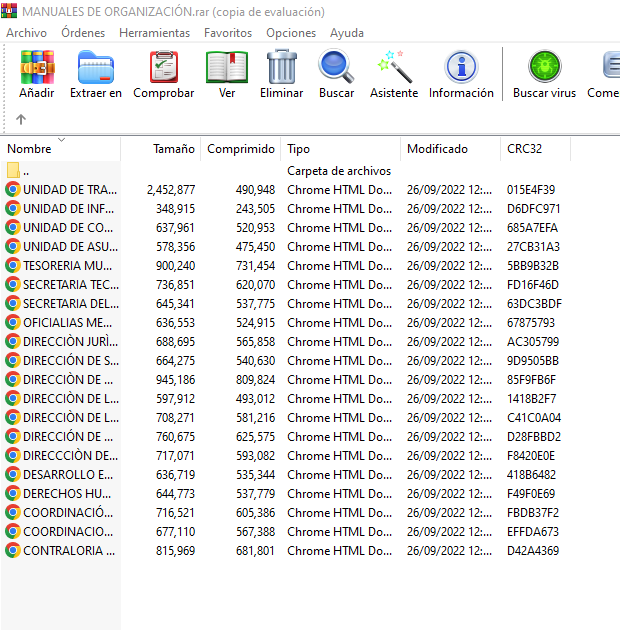 MANUALES DE ORGANIZACIÓN.rar (copia de evaluación)
Archivo Órdenes Herramientas Favoritos Opciones Ayuda
Añadir Extraer en Comprobar Ver Eliminar Buscar Asistente Información Buscar virus Come
Nombre Tamaño Comprimido Tipo Modificado CRC32
.. Carpeta de archivos
UNIDAD DE TRA... 2,452,877 490,948 Chrome HTML Do... 26/09/2022 12:... 015E4F39
UNIDAD DE INF... 348,915 243,505 Chrome HTML Do... 26/09/2022 12:... D6DFC971
UNIDAD DE CO... 637,961 520,953 Chrome HTML Do... 26/09/2022 12:... 685A7EFA
UNIDAD DE ASU... 578,356 475,450 Chrome HTML Do... 26/09/2022 12:... 27CB31A3
TESORERIA MU... 900,240 731,454 Chrome HTML Do... 26/09/2022 12:... 5BB9B32B
SECRETARIA TEC... 736,851 620,070 Chrome HTML Do... 26/09/2022 12:... FD16F46D
SECRETARIA DEL... 645,341 537,775 Chrome HTML Do... 26/09/2022 12:... 63DC3BDF
OFICIALIAS ME... 636,553 524,915 Chrome HTML Do... 26/09/2022 12:... 67875793
DIRECCIÒN JURÌ... 688,695 565,858 Chrome HTML Do... 26/09/2022 12:... AC305799
DIRECCIÓN DE S... 664,275 540,630 Chrome HTML Do... 26/09/2022 12:... 9D9505BB
DIRECCIÒN DE ... 945,186 809,824 Chrome HTML Do... 26/09/2022 12:... 85F9FB6F
DIRECCIÒN DE L... 597,912 493,012 Chrome HTML Do... 26/09/2022 12:... 1418B2F7
DIRECCIÒN DE L... 708,271 581,216 Chrome HTML Do... 26/09/2022 12:... C41C0A04
DIRECCIÓN DE ... 760,675 625,575 Chrome HTML Do... 26/09/2022 12:... D28FBBD2
DIRECCCIÒN DE... 717,071 593,082 Chrome HTML Do... 26/09/2022 12:... F8420E0E
DESARROLLO E... 636,719 535,344 Chrome HTML Do... 26/09/2022 12:... 418B6482
DERECHOS HU... 644,773 537,779 Chrome HTML Do... 26/09/2022 12:... F49F0E69
COORDINACIÓ... 716,521 605,386 Chrome HTML Do... 26/09/2022 12:... FBDB37F2
COORDINACIO... 677,110 567,388 Chrome HTML Do... 26/09/2022 12:... EFFDA673
CONTRALORIA ... 815,969 681,801 Chrome HTML Do... 26/09/2022 12:... D42A4369